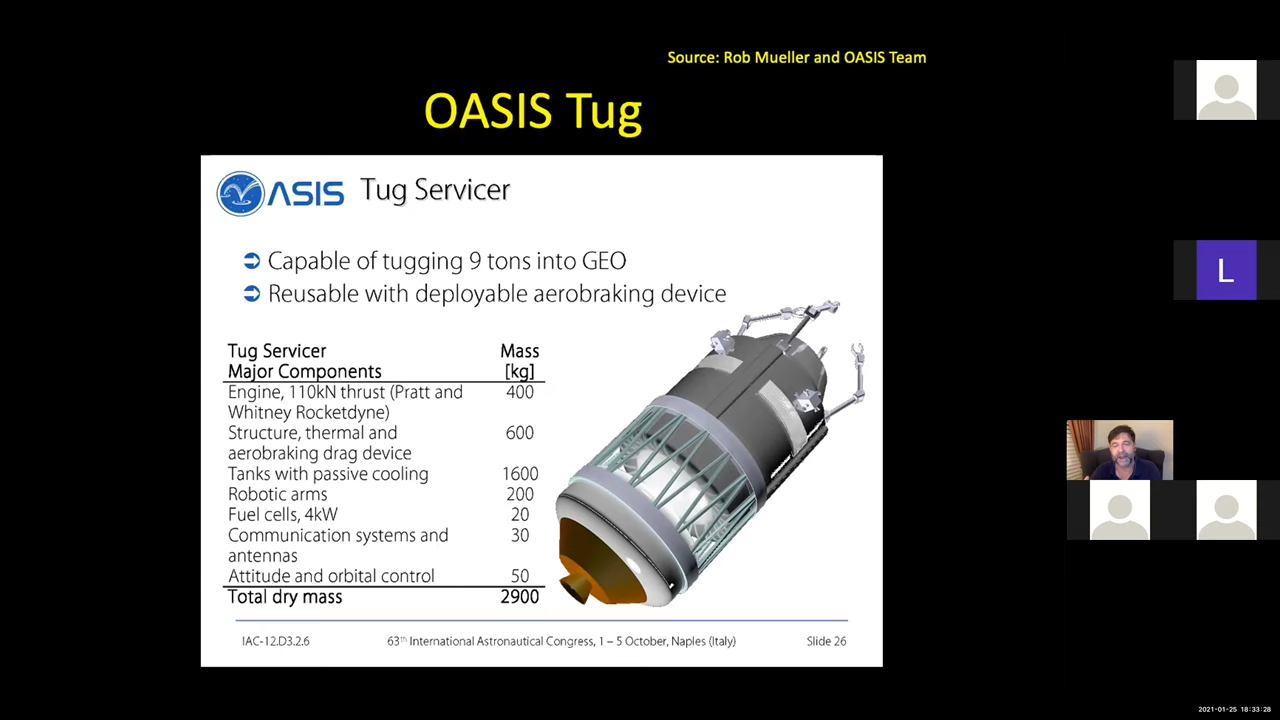 Source: Rob Mueller and OASIS Team
OASIS Tug
ASIS Tug Servicer
Capable of tugging 9 tons into GEO
Reusable with deployable aerobraking device
Tug Servicer Mass
Major Components [kg]
Engine, 110kN thrust (Pratt and 400
Whitney Rocketdyne)
Structure, thermal and 600
aerobraking drag device
Tanks with passive cooling 1600
Robotic arms 200
Fuel cells, 4kW 20
Communication systems and 30
antennas
Attitude and orbital control 50
Total dry mass 2900
IAC-12.D3.2.6 63th International Astronautical Congress, 1 – 5 October, Naples (Italy) Slide 26
L
2021-01-25 18:33:28